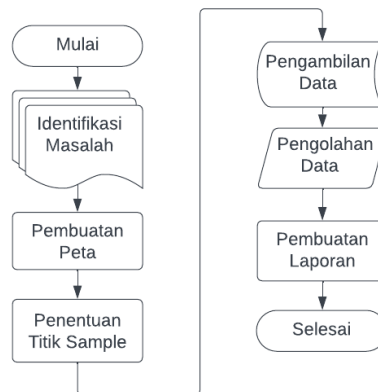 Mulai
Identifikasi
Masalah
Pembuatan
Peta
Penentuan
Titik Sample
Pengambilan
Data
Pengolahan
Data
Pembuatan
Laporan
Selesai